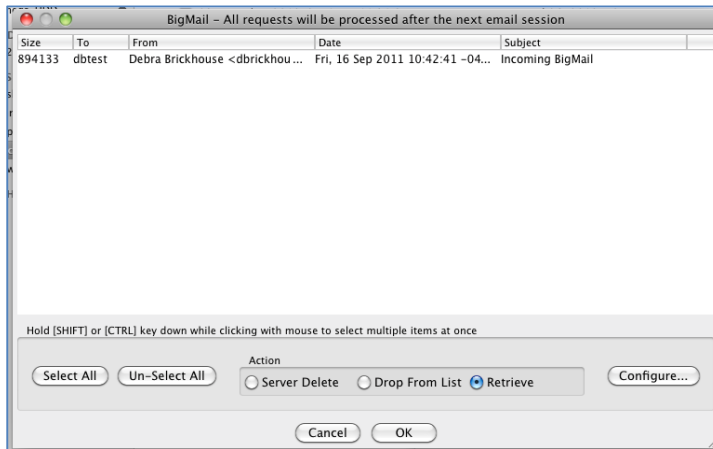 BigMail – All requests will be processed after the next email session
Size To From Date Subject
894133 dbtest Debra Brickhouse <dbrickhou... Fri, 16 Sep 2011 10:42:41 -04... Incoming BigMail
Hold [SHIFT] or [CTRL] key down while clicking with mouse to select multiple items at once
Action
Select All Un-Select All Server Delete Drop From List Retrieve Configure...
Cancel OK